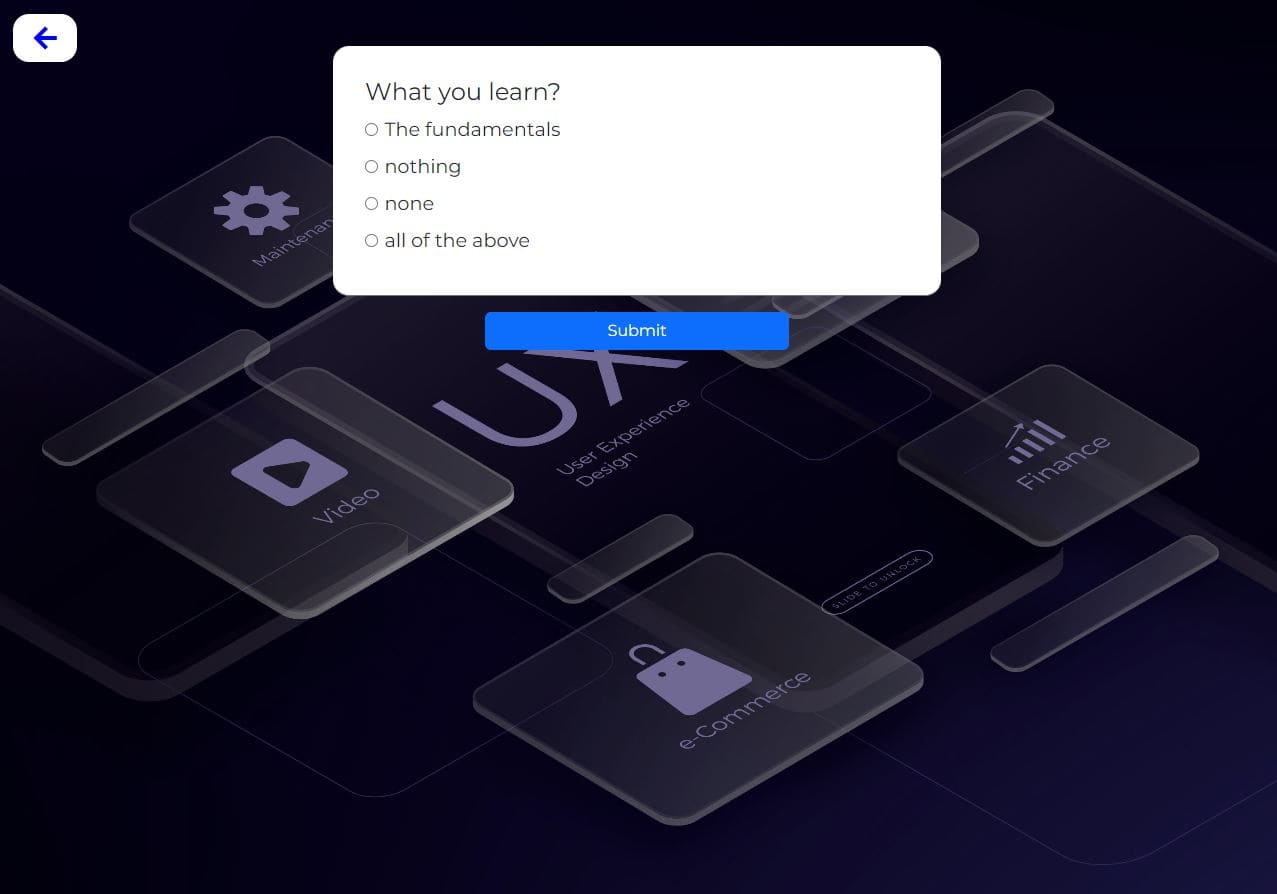 What you learn?
The fundamentals
nothing
none
all of the above
Submit
Maintenan
UX
User Experience
Design
Video
Finance
SLIDE TO UNLOCK
e-Commerce